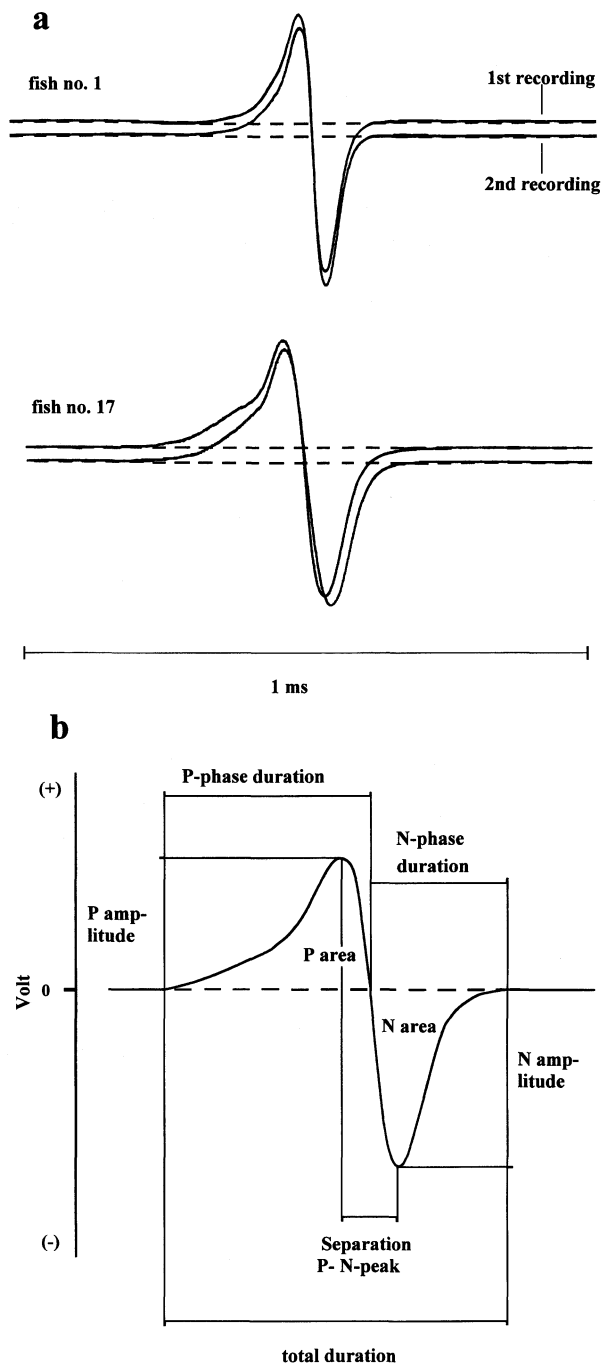 a
fish no. 1
1st recording
2nd recording
fish no. 17
1 ms
b
P-phase duration
(+)
N-phase
duration
P amp-
litude
P area
Volt
0
N area
N amp-
litude
(-)
Separation
P- N-peak
total duration